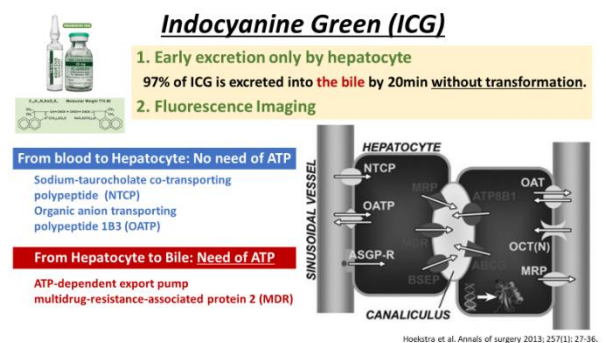 Indocyanine Green (ICG)
1. Early excretion only by hepatocyte
97% of ICG is excreted into the bile by 20min without transformation.
2. Fluorescence Imaging
From blood to Hepatocyte: No need of ATP
Sodium-taurocholate co-transporting
polypeptide (NTCP)
Organic anion transporting
polypeptide 1B3 (OATP)
From Hepatocyte to Bile: Need of ATP
ATP-dependent export pump
multidrug-resistance-associated protein 2 (MDR)
HEPATOCYTE
SINUSOIDAL VESSEL
NTCP
OATP
ASGP-R
MRP
MDR
BSEP
ATP8B1
ABCG
OAT
OCT(N)
MRP
CANALICULUS
Hoekstra et al. Annals of surgery 2013; 257(1): 27-36.